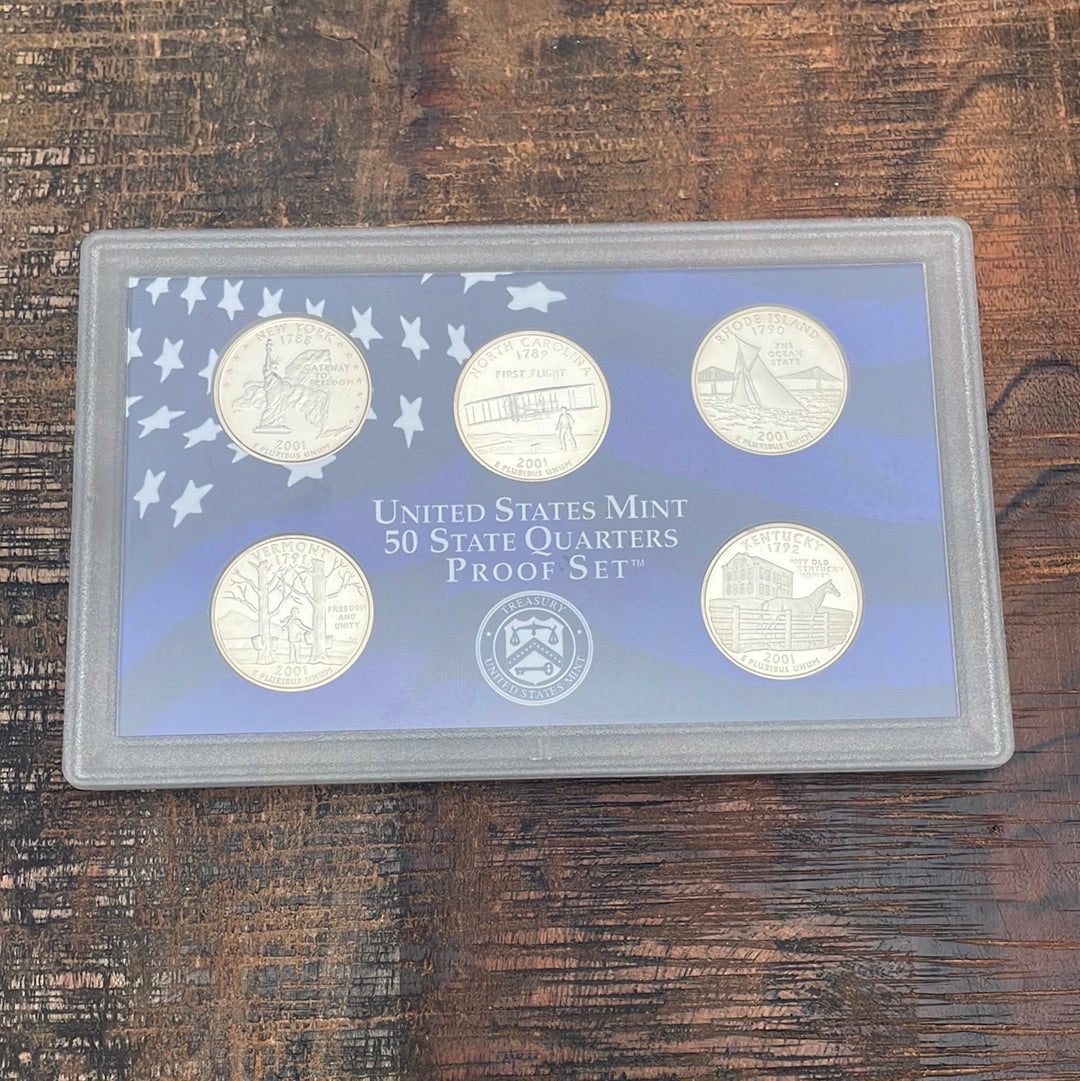 NEW YORK
1788
GATEWAY
TO
FREEDOM
2001
E PLURIBUS UNUM
NORTH CAROLINA
1789
FIRST FLIGHT
2001
E PLURIBUS UNUM
RHODE ISLAND
1790
THE
OCEAN
STATE
2001
E PLURIBUS UNUM
UNITED STATES MINT
50 STATE QUARTERS
PROOF SET™
VERMONT
1791
FREEDOM
AND
UNITY
2001
E PLURIBUS UNUM
TREASURY
UNITED STATES MINT
KENTUCKY
1792
"MY OLD
KENTUCKY
HOME"
2001
E PLURIBUS UNUM